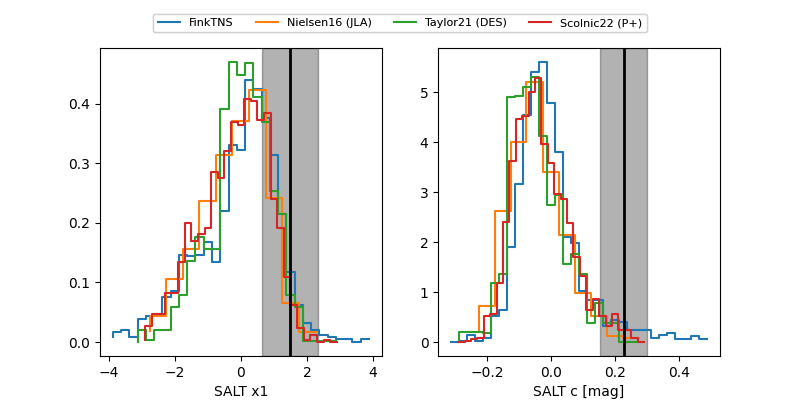 FinkTNS Nielsen16 (JLA) Taylor21 (DES) Scolnic22 (P+)
0.4
0.3
0.2
0.1
0.0
−4 −2 0 2 4
SALT x1
5
4
3
2
1
0
−0.2 0.0 0.2 0.4
SALT c [mag]